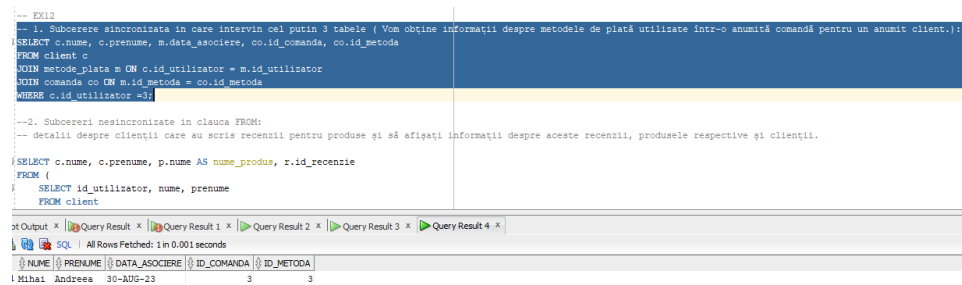 -- EX12
-- 1. Subcerere sincronizata in care intervin cel putin 3 tabele ( Vom obține informații despre metodele de plată utilizate într-o anumită comandă pentru un anumit client.):
SELECT c.nume, c.prenume, m.data_asociere, co.id_comanda, co.id_metoda
FROM client c
JOIN metode_plata m ON c.id_utilizator = m.id_utilizator
JOIN comanda co ON m.id_metoda = co.id_metoda
WHERE c.id_utilizator =3;
--2. Subcereri nesincronizate in clauca FROM:
-- detalii despre clienții care au scris recenzii pentru produse și să afișați informații despre aceste recenzii, produsele respective și clienții.
SELECT c.nume, c.prenume, p.nume AS nume_produs, r.id_recenzie
FROM (
SELECT id_utilizator, nume, prenume
FROM client
pt Output x Query Result x Query Result 1 x Query Result 2 x Query Result 3 x Query Result 4 x
SQL | All Rows Fetched: 1 in 0.001 seconds
NUME PRENUME DATA_ASOCIERE ID_COMANDA ID_METODA
Mihai Andreea 30-AUG-23 3 3